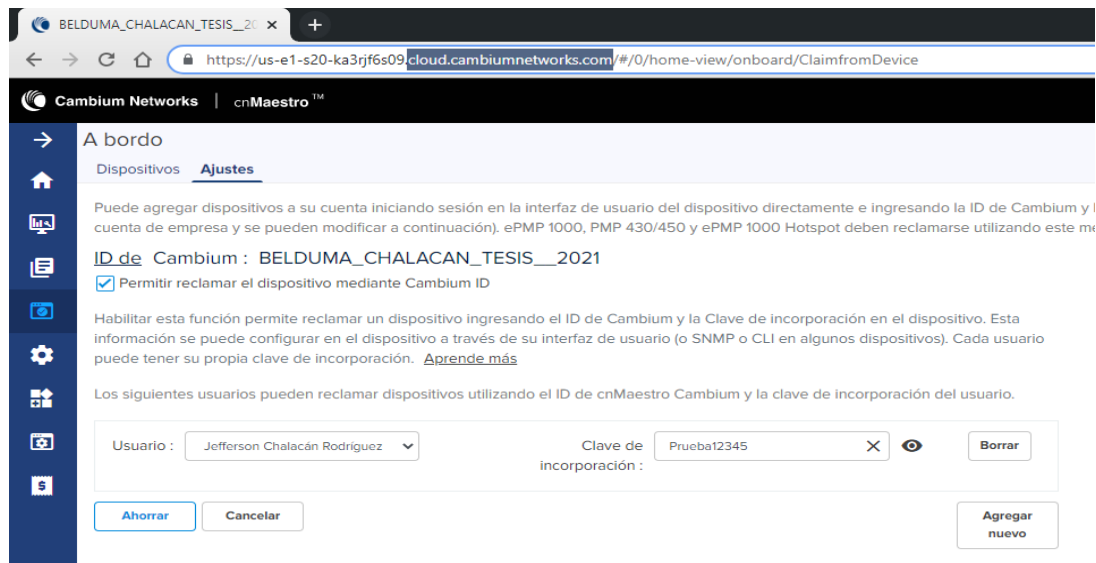 BELDUMA_CHALACAN_TESIS__20
https://us-e1-s20-ka3rjf6s09.cloud.cambiumnetworks.com/#/0/home-view/onboard/ClaimfromDevice
Cambium Networks | cnMaestro™
A bordo
Dispositivos Ajustes
Puede agregar dispositivos a su cuenta iniciando sesión en la interfaz de usuario del dispositivo directamente e ingresando la ID de Cambium y
cuenta de empresa y se pueden modificar a continuación). ePMP 1000, PMP 430/450 y ePMP 1000 Hotspot deben reclamarse utilizando este
ID de Cambium : BELDUMA_CHALACAN_TESIS__2021
Permitir reclamar el dispositivo mediante Cambium ID
Habilitar esta función permite reclamar un dispositivo ingresando el ID de Cambium y la Clave de incorporación en el dispositivo. Esta
información se puede configurar en el dispositivo a través de su interfaz de usuario (o SNMP o CLI en algunos dispositivos). Cada usuario
puede tener su propia clave de incorporación. Aprende más
Los siguientes usuarios pueden reclamar dispositivos utilizando el ID de cnMaestro Cambium y la clave de incorporación del usuario.
Usuario : Jefferson Chalacán Rodríguez Clave de Prueba12345 Borrar
incorporación :
Ahorrar Cancelar Agregar
nuevo